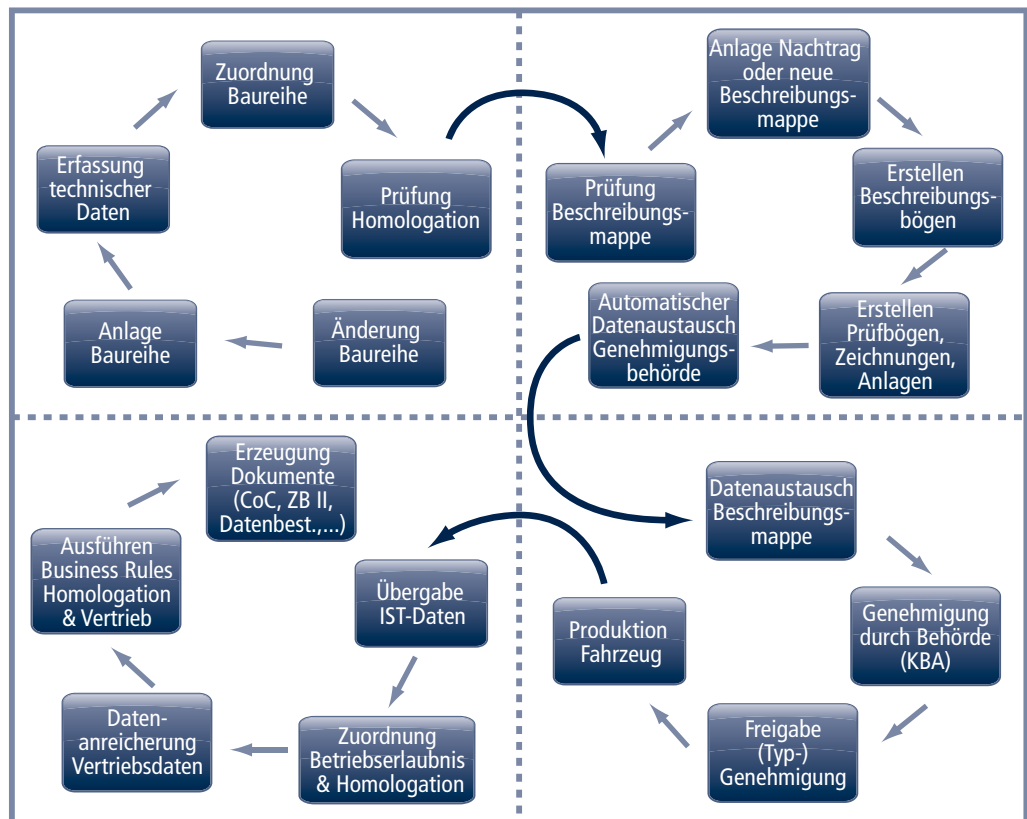 Zuordnung
Baureihe
Erfassung
technischer
Daten
Prüfung
Homologation
Anlage
Baureihe
Änderung
Baureihe
Anlage Nachtrag
oder neue
Beschreibungs-
mappe
Prüfung
Beschreibungs-
mappe
Erstellen
Beschreibungs-
bögen
Automatischer
Datenaustausch
Genehmigungs-
behörde
Erstellen
Prüfbögen,
Zeichnungen,
Anlagen
Erzeugung
Dokumente
(CoC, ZB II,
Datenbest.,...)
Ausführen
Business Rules
Homologation
& Vertrieb
Übergabe
IST-Daten
Daten-
anreicherung
Vertriebsdaten
Zuordnung
Betriebserlaubnis
& Homologation
Datenaustausch
Beschreibungs-
mappe
Produktion
Fahrzeug
Genehmigung
durch Behörde
(KBA)
Freigabe
(Typ-)
Genehmigung